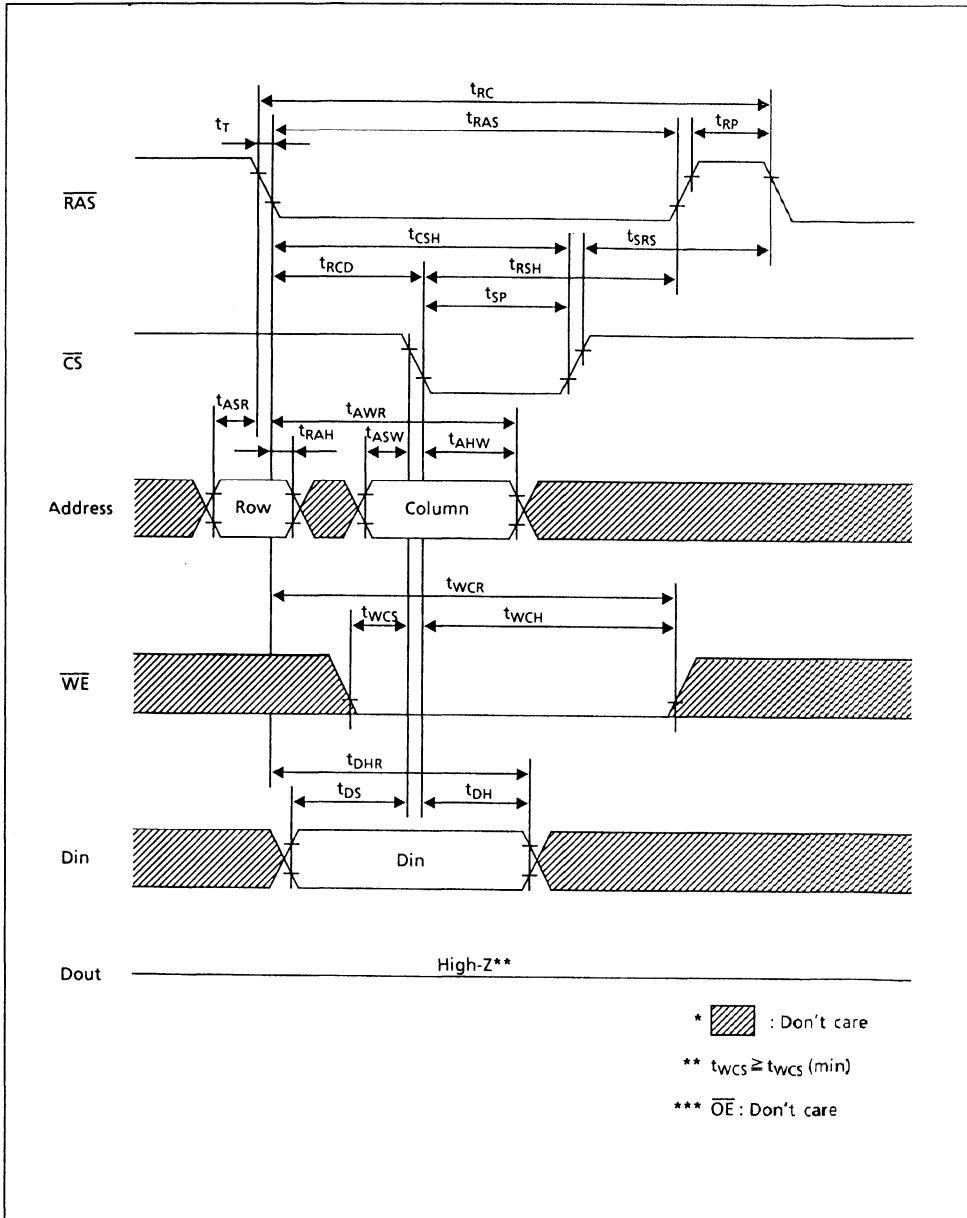 tRC
tT
tRAS
tRP
RAS
tCSH
tSRS
tRCD
tRSH
tSP
CS
tASR
tAWR
tRAH
tASW
tAHW
Address
Row
Column
tWCR
tWCS
tWCH
WE
tDHR
tDS
tDH
Din
Din
Dout
High-Z**
* : Don't care
** tWCS ≧ tWCS (min)
*** OE : Don't care